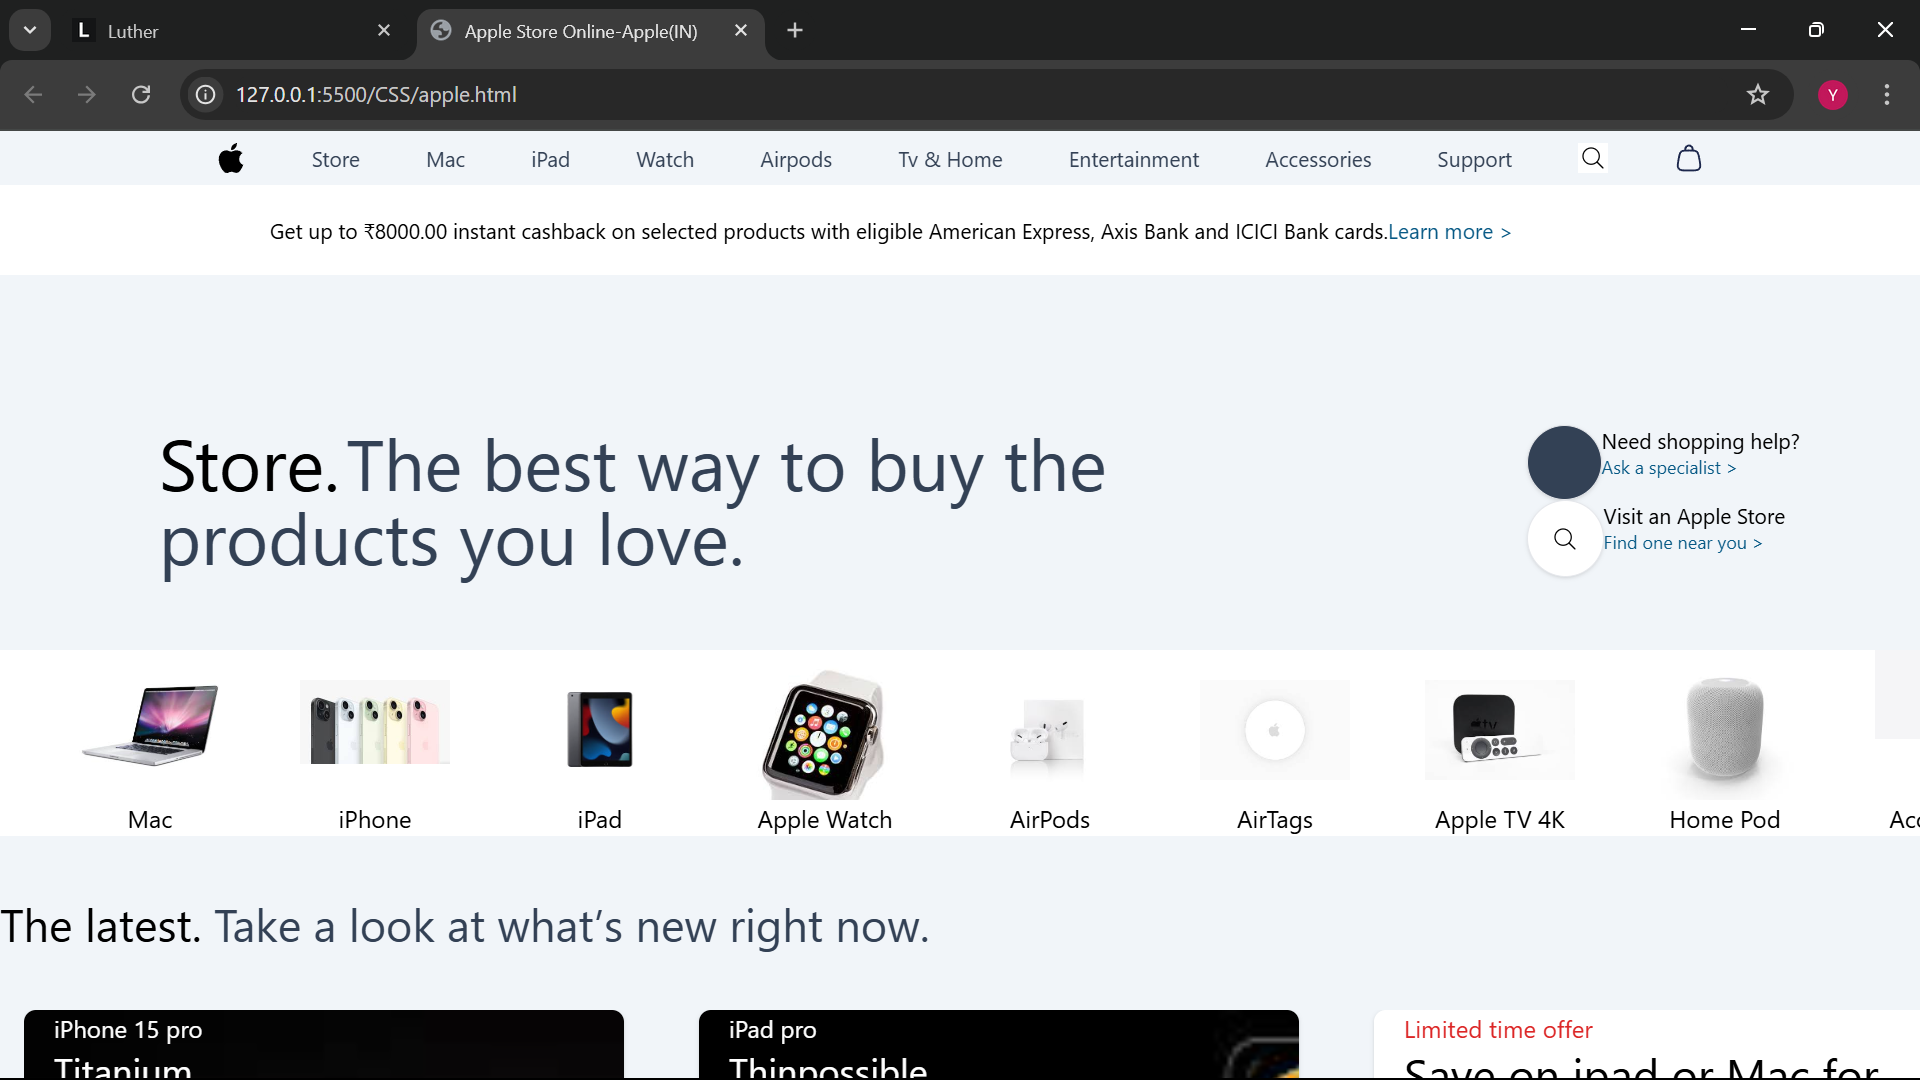 L Luther
Apple Store Online-Apple(IN)
127.0.0.1:5500/CSS/apple.html
Y
Store Mac iPad Watch Airpods Tv & Home Entertainment Accessories Support
Get up to ₹8000.00 instant cashback on selected products with eligible American Express, Axis Bank and ICICI Bank cards.Learn more >
Store. The best way to buy the
products you love.
Need shopping help?
Ask a specialist >
Visit an Apple Store
Find one near you >
tv
Mac iPhone iPad Apple Watch AirPods AirTags Apple TV 4K Home Pod Acc
The latest. Take a look at what’s new right now.
iPhone 15 pro
Titanium
iPad pro
Thinpossible
Limited time offer
Save on ipad or Mac for